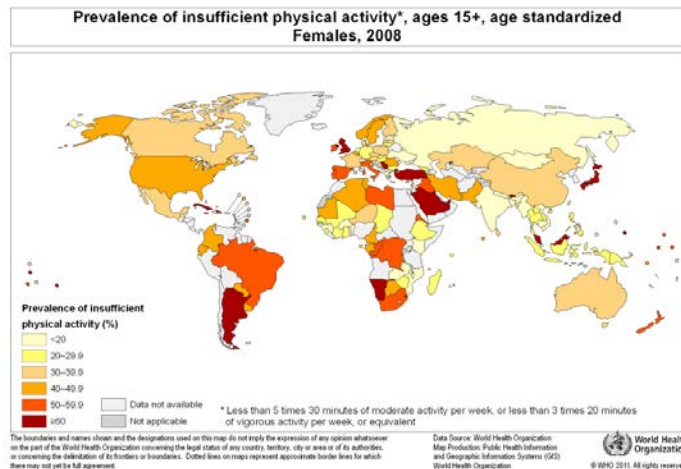 Prevalence of insufficient physical activity*, ages 15+, age standardized
Females, 2008
Prevalence of insufficient
physical activity (%)
<20
20–29.9
30–39.9
40–49.9
50–59.9
≥60
Data not available
Not applicable
* Less than 5 times 30 minutes of moderate activity per week, or less than 3 times 20 minutes
of vigorous activity per week, or equivalent
The boundaries and names shown and the designations used on this map do not imply the expression of any opinion whatsoever
on the part of the World Health Organization concerning the legal status of any country, territory, city or area or of its authorities,
or concerning the delimitation of its frontiers or boundaries. Dotted lines on maps represent approximate border lines for which
there may not yet be full agreement.
Data Source: World Health Organization
Map Production: Public Health Information
and Geographic Information Systems (GIS)
World Health Organization
World Health
Organizatio
© WHO 2011. All rights reser